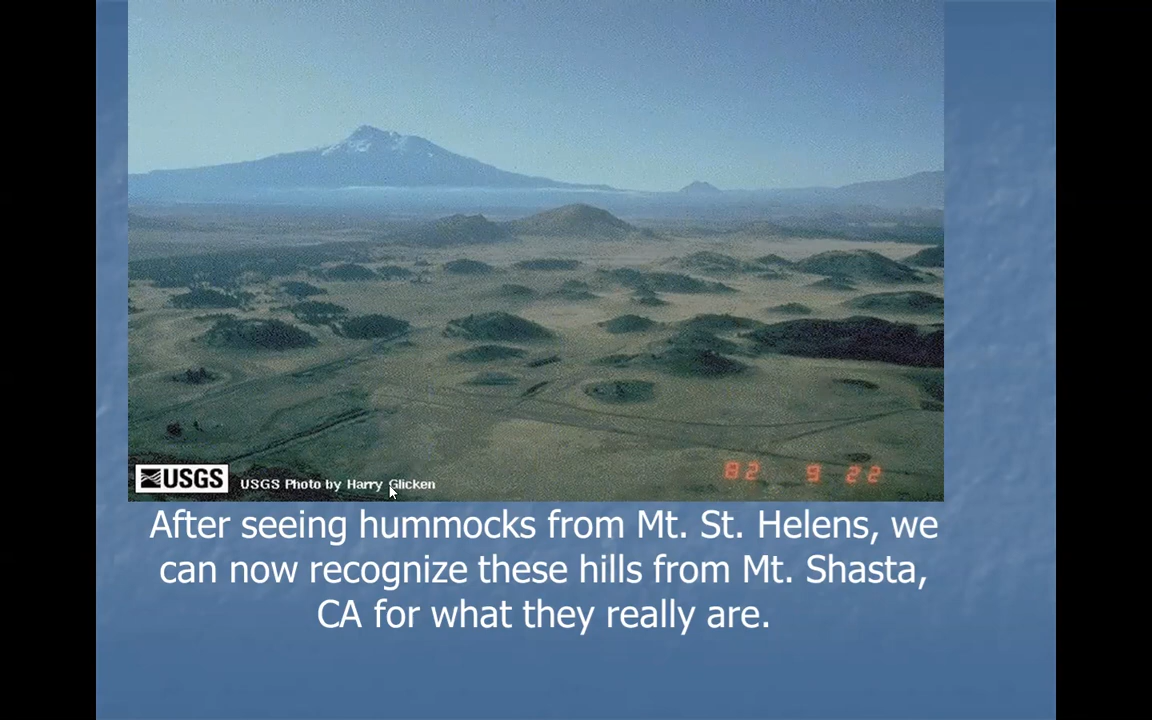 82 9 22
USGS USGS Photo by Harry Glicken
After seeing hummocks from Mt. St. Helens, we
can now recognize these hills from Mt. Shasta,
CA for what they really are.